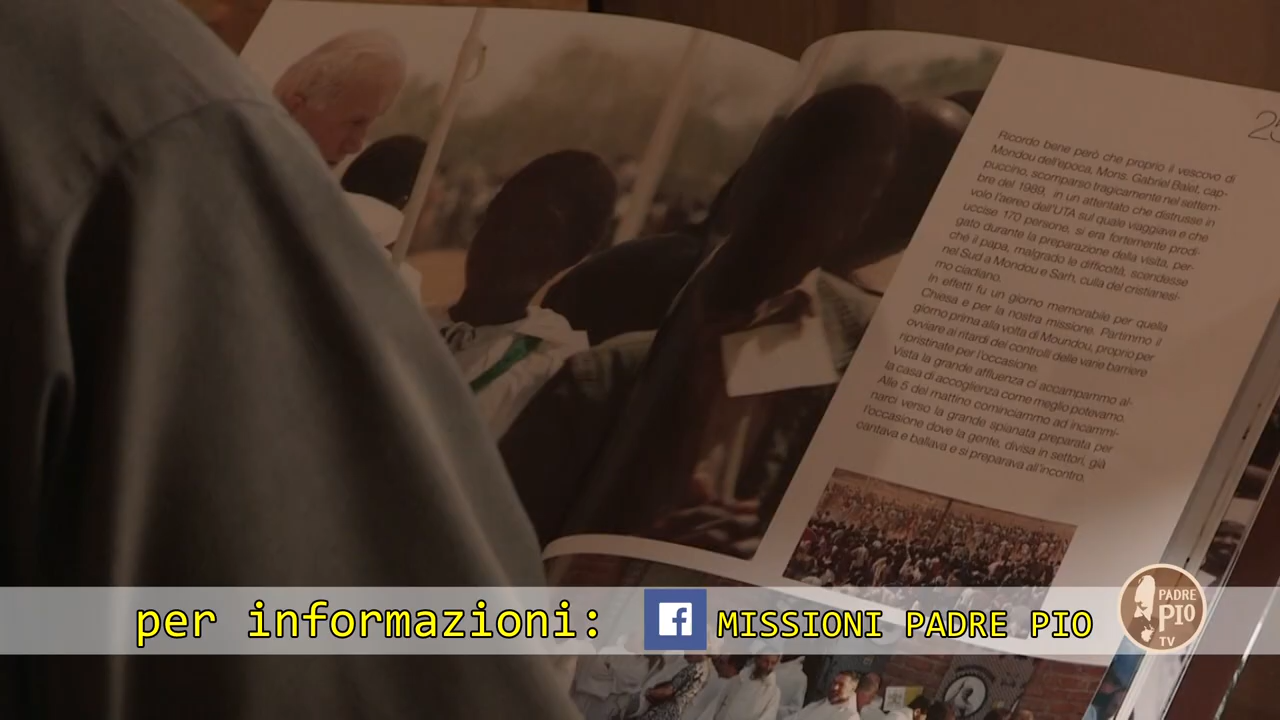 25
Ricordo bene però che proprio il vescovo di
Mondou dell'epoca, Mons. Gabriel Balet, cap-
puccino, scomparso tragicamente nel settem-
bre del 1989, in un attentato che distrusse in
volo l'aereo dell'UTA sul quale viaggiava e che
uccise 170 persone, si era fortemente prodi-
gato durante la preparazione della visita, per-
ché il papa, malgrado le difficoltà, scendesse
nel Sud a Mondou e Sarh, culla del cristianesi-
mo ciadiano.
In effetti fu un giorno memorabile per quella
Chiesa e per la nostra missione. Partimmo il
giorno prima alla volta di Moundou, proprio per
ovviare ai ritardi dei controlli delle varie barriere
ripristinate per l'occasione.
Vista la grande affluenza ci accampammo al-
la casa di accoglienza come meglio potevamo.
Alle 5 del mattino cominciammo ad incammi-
narci verso la grande spianata preparata per
l'occasione dove la gente, divisa in settori, già
cantava e ballava e si preparava all'incontro.
per informazioni: f MISSIONI PADRE PIO
PADRE
PIO
TV